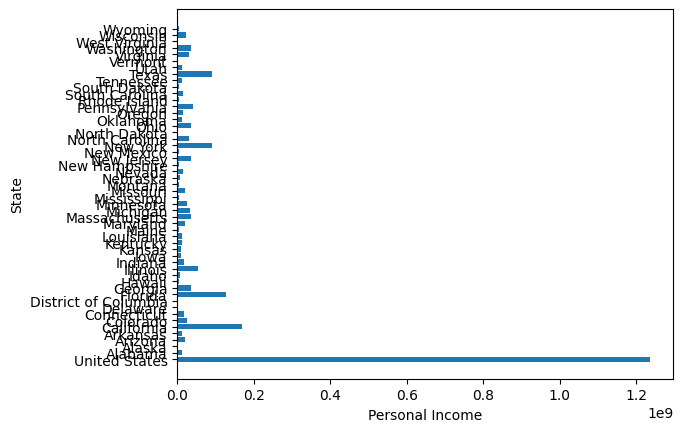 Wyoming
Wisconsin
West Virginia
Washington
Virginia
Vermont
Utah
Texas
Tennessee
South Dakota
South Carolina
Rhode Island
Pennsylvania
Oregon
Oklahoma
Ohio
North Dakota
North Carolina
New York
New Mexico
New Jersey
New Hampshire
Nevada
Nebraska
Montana
Missouri
Mississippi
Minnesota
Michigan
Massachusetts
Maryland
Maine
Louisiana
Kentucky
Kansas
Iowa
Indiana
Illinois
Idaho
Hawaii
Georgia
Florida
District of Columbia
Delaware
Connecticut
Colorado
California
Arkansas
Arizona
Alaska
Alabama
United States
State
0.0 0.2 0.4 0.6 0.8 1.0 1.2
1e9
Personal Income